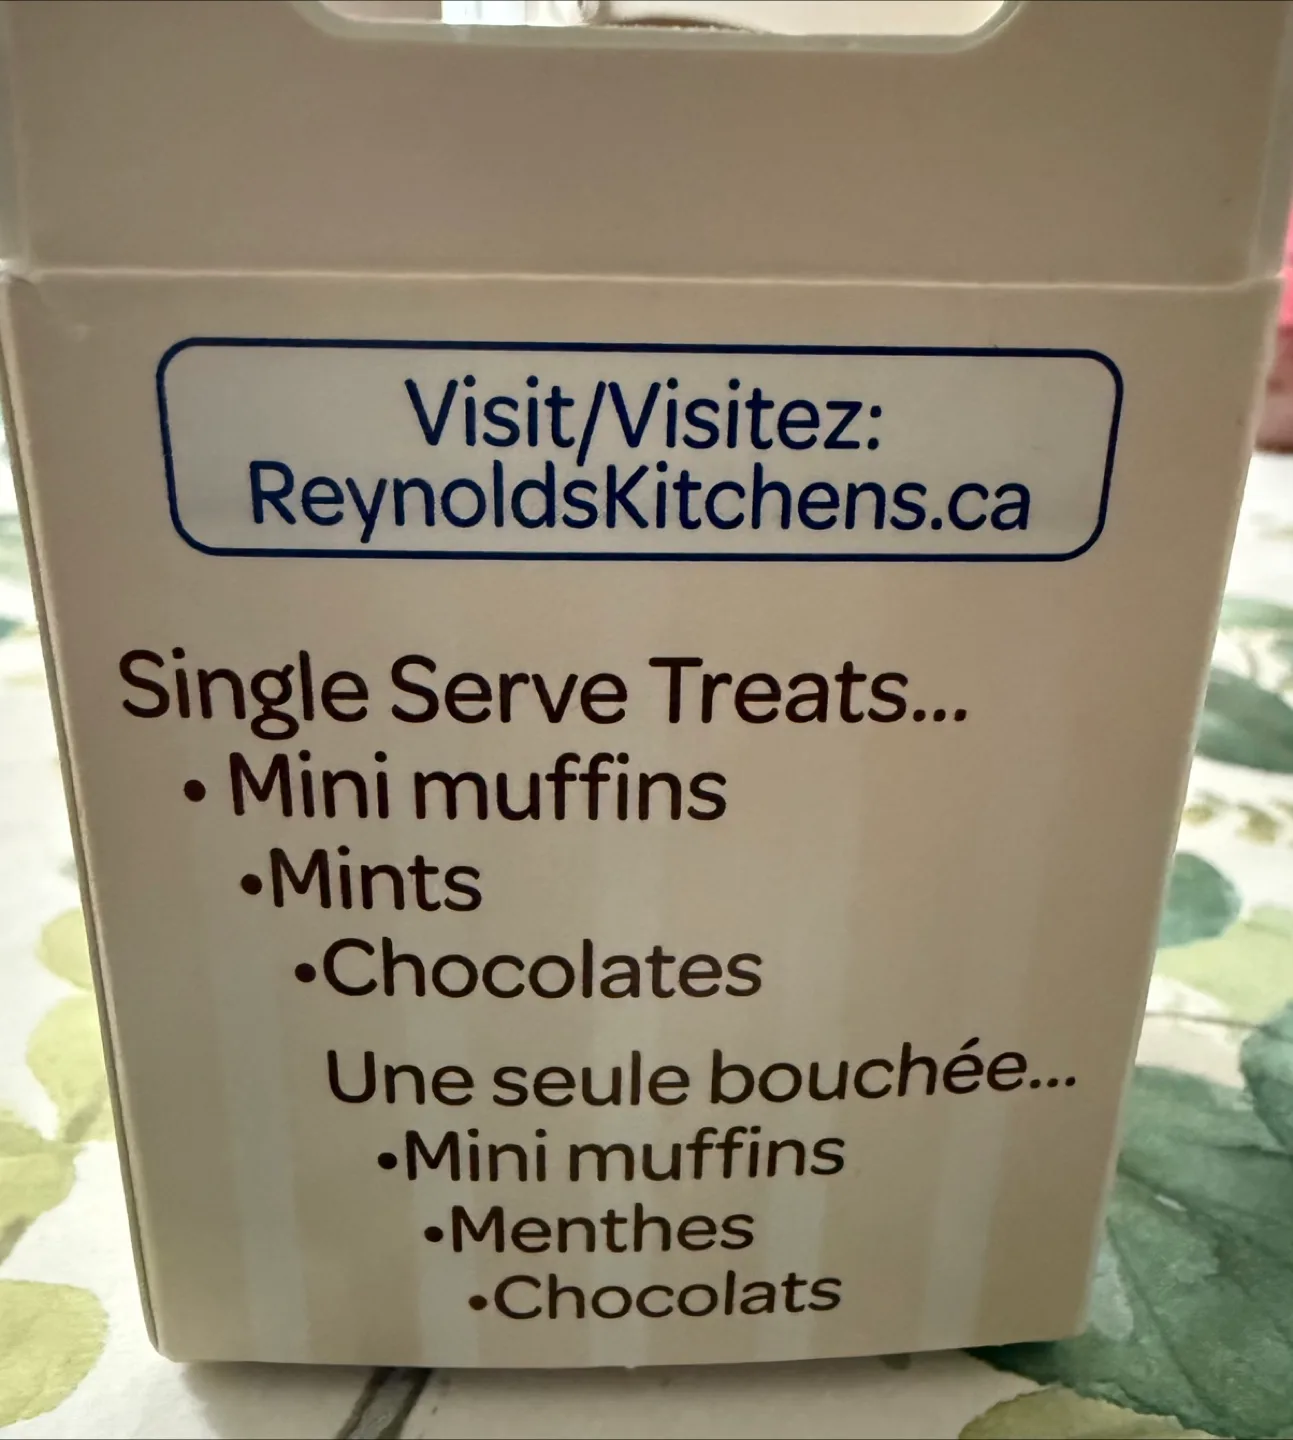 Visit/Visitez:
ReynoldsKitchens.ca
Single Serve Treats...
• Mini muffins
•Mints
•Chocolates
Une seule bouchée...
•Mini muffins
•Menthes
•Chocolats